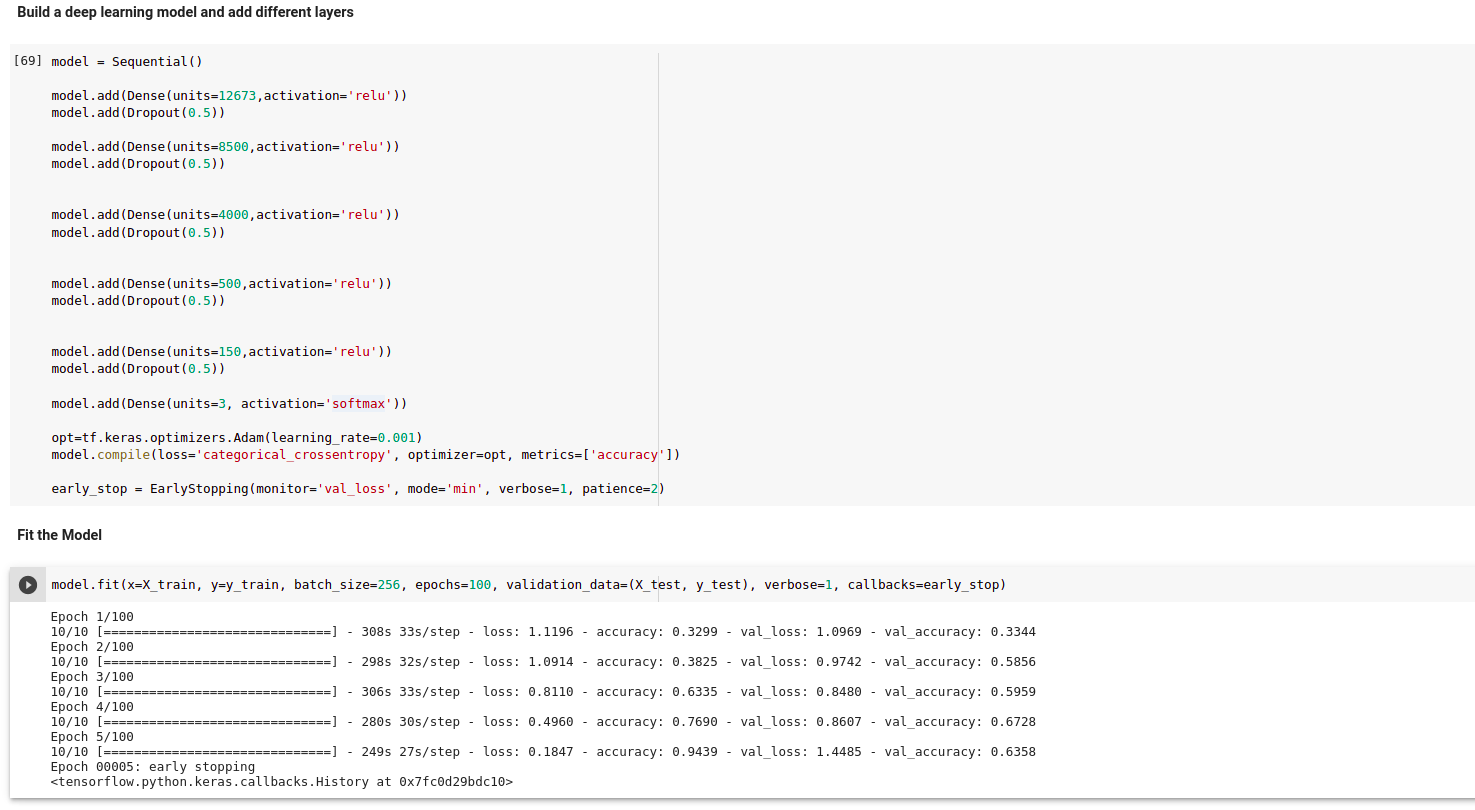 Build a deep learning model and add different layers
[69] model = Sequential()
model.add(Dense(units=12673,activation='relu'))
model.add(Dropout(0.5))
model.add(Dense(units=8500,activation='relu'))
model.add(Dropout(0.5))
model.add(Dense(units=4000,activation='relu'))
model.add(Dropout(0.5))
model.add(Dense(units=500,activation='relu'))
model.add(Dropout(0.5))
model.add(Dense(units=150,activation='relu'))
model.add(Dropout(0.5))
model.add(Dense(units=3, activation='softmax'))
opt=tf.keras.optimizers.Adam(learning_rate=0.001)
model.compile(loss='categorical_crossentropy', optimizer=opt, metrics=['accuracy'])
early_stop = EarlyStopping(monitor='val_loss', mode='min', verbose=1, patience=2)
Fit the Model
model.fit(x=X_train, y=y_train, batch_size=256, epochs=100, validation_data=(X_test, y_test), verbose=1, callbacks=early_stop)
Epoch 1/100
10/10 [==============================] - 308s 33s/step - loss: 1.1196 - accuracy: 0.3299 - val_loss: 1.0969 - val_accuracy: 0.3344
Epoch 2/100
10/10 [==============================] - 298s 32s/step - loss: 1.0914 - accuracy: 0.3825 - val_loss: 0.9742 - val_accuracy: 0.5856
Epoch 3/100
10/10 [==============================] - 306s 33s/step - loss: 0.8110 - accuracy: 0.6335 - val_loss: 0.8480 - val_accuracy: 0.5959
Epoch 4/100
10/10 [==============================] - 280s 30s/step - loss: 0.4960 - accuracy: 0.7690 - val_loss: 0.8607 - val_accuracy: 0.6728
Epoch 5/100
10/10 [==============================] - 249s 27s/step - loss: 0.1847 - accuracy: 0.9439 - val_loss: 1.4485 - val_accuracy: 0.6358
Epoch 00005: early stopping
<tensorflow.python.keras.callbacks.History at 0x7fc0d29bdc10>